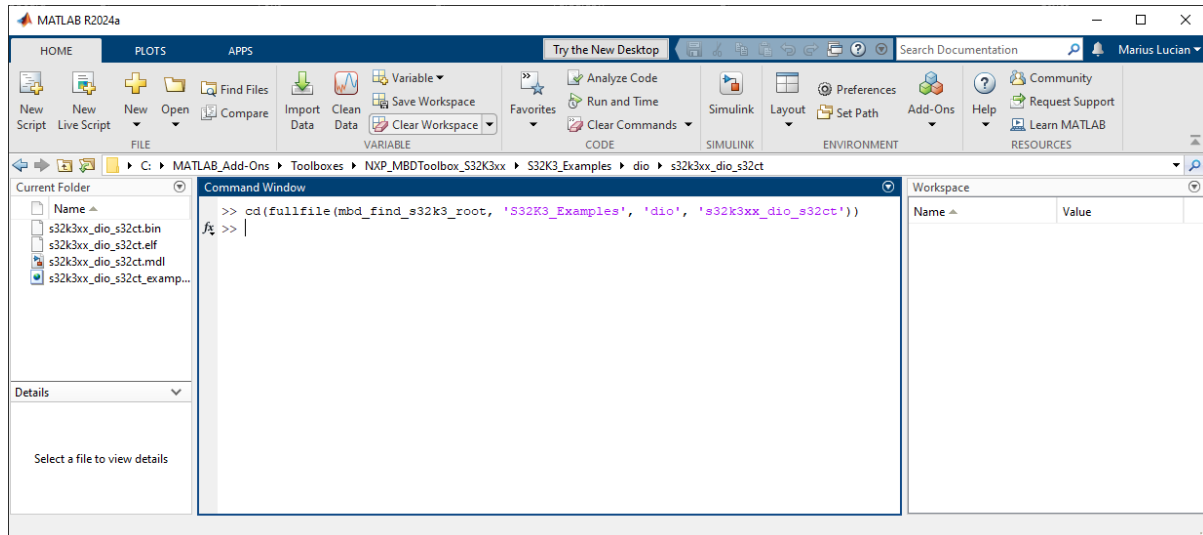 MATLAB R2024a
HOME PLOTS APPS Try the New Desktop Search Documentation Marius Lucian
New Script
New Live Script
New
Open
Find Files
Compare
FILE
Import Data
Clean Data
Variable
Save Workspace
Clear Workspace
VARIABLE
Favorites
Analyze Code
Run and Time
Clear Commands
CODE
Simulink
SIMULINK
Layout
Preferences
Set Path
Add-Ons
ENVIRONMENT
Help
Community
Request Support
Learn MATLAB
RESOURCES
C: MATLAB_Add-Ons Toolboxes NXP_MBDToolbox_S32K3xx S32K3_Examples dio s32k3xx_dio_s32ct
Current Folder
Name
s32k3xx_dio_s32ct.bin
s32k3xx_dio_s32ct.elf
s32k3xx_dio_s32ct.mdl
s32k3xx_dio_s32ct_examp...
Details
Select a file to view details
Command Window
>> cd(fullfile(mbd_find_s32k3_root, 'S32K3_Examples', 'dio', 's32k3xx_dio_s32ct'))
fx >>
Workspace
Name Value